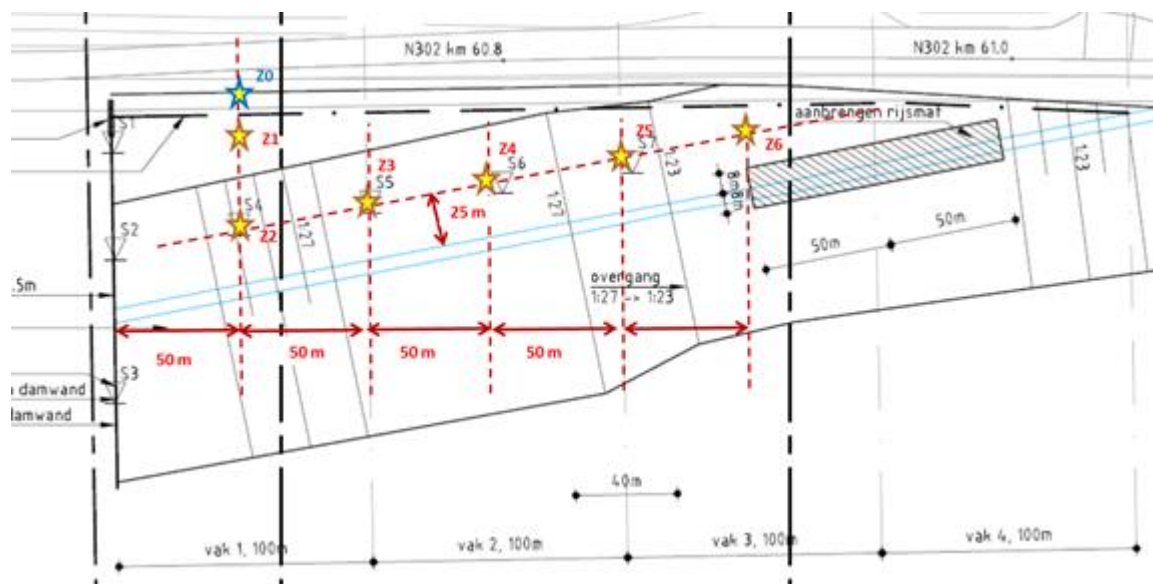 N302 km 60.8
N302 km 61.0
Z0
S1
aanbrengen rijsmat
Z1
Z3
Z4
Z5
Z6
S7
S6
S5
1:23
1:23
S4
Z2
1:27
1:27
25 m
8m8m
S2
50m
50m
.5m
overgang
1:27 -> 1:23
50 m
50 m
50 m
50 m
S3
damwand
damwand
40m
vak 1, 100m
vak 2, 100m
vak 3, 100m
vak 4, 100m